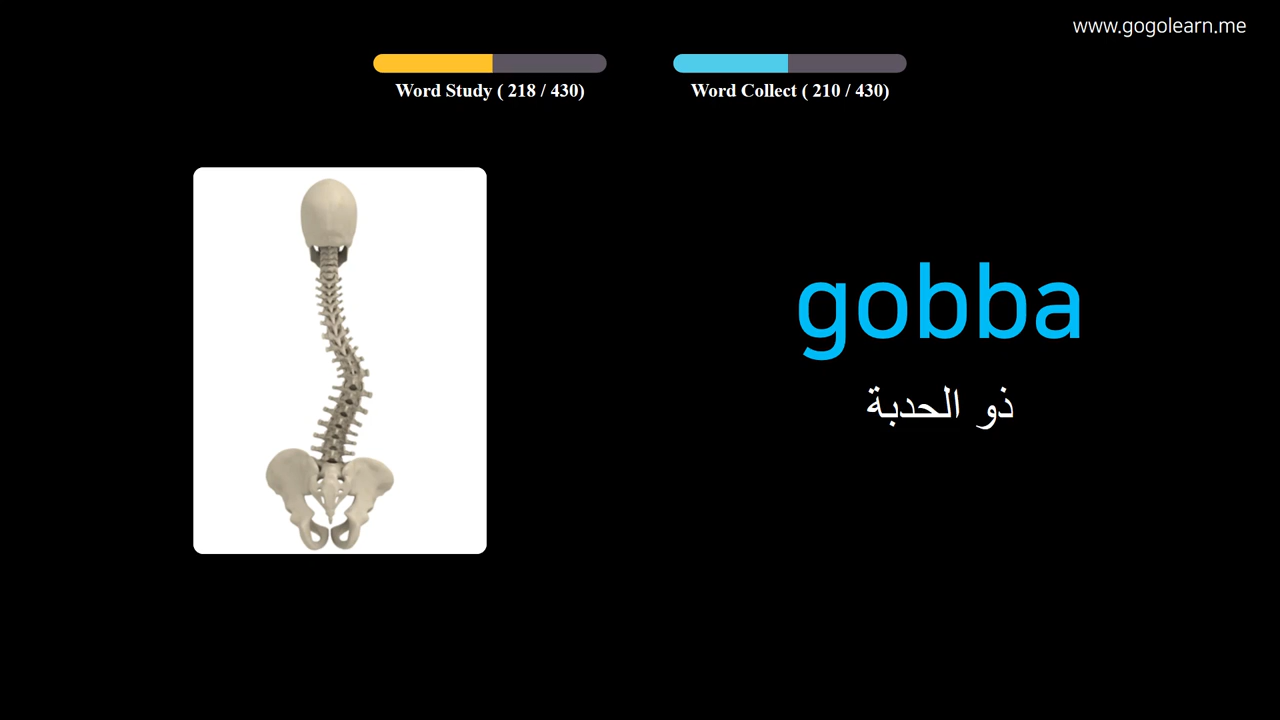 www.gogolearn.me
Word Study ( 218 / 430)
Word Collect ( 210 / 430)
gobba
ذو الحدبة